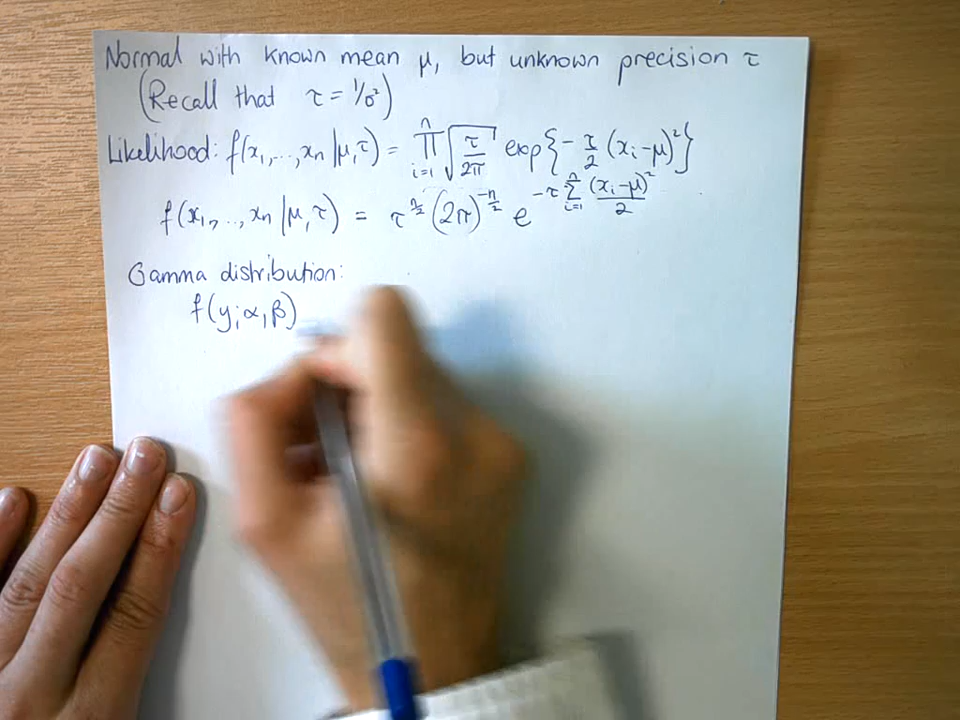 Normal with known mean μ, but unknown precision τ
(Recall that τ = 1/σ²)
Likelihood: f(x₁,...,xₙ|μ,τ) = ∏ᵢ₌₁ⁿ √(τ/2π) exp{-τ/2 (xᵢ-μ)²}
f(x₁,...,xₙ|μ,τ) = τ^(n/2) (2π)^(-n/2) e^(-τ ∑ᵢ₌₁ⁿ (xᵢ-μ)²/2)
Gamma distribution:
f(y;α,β)